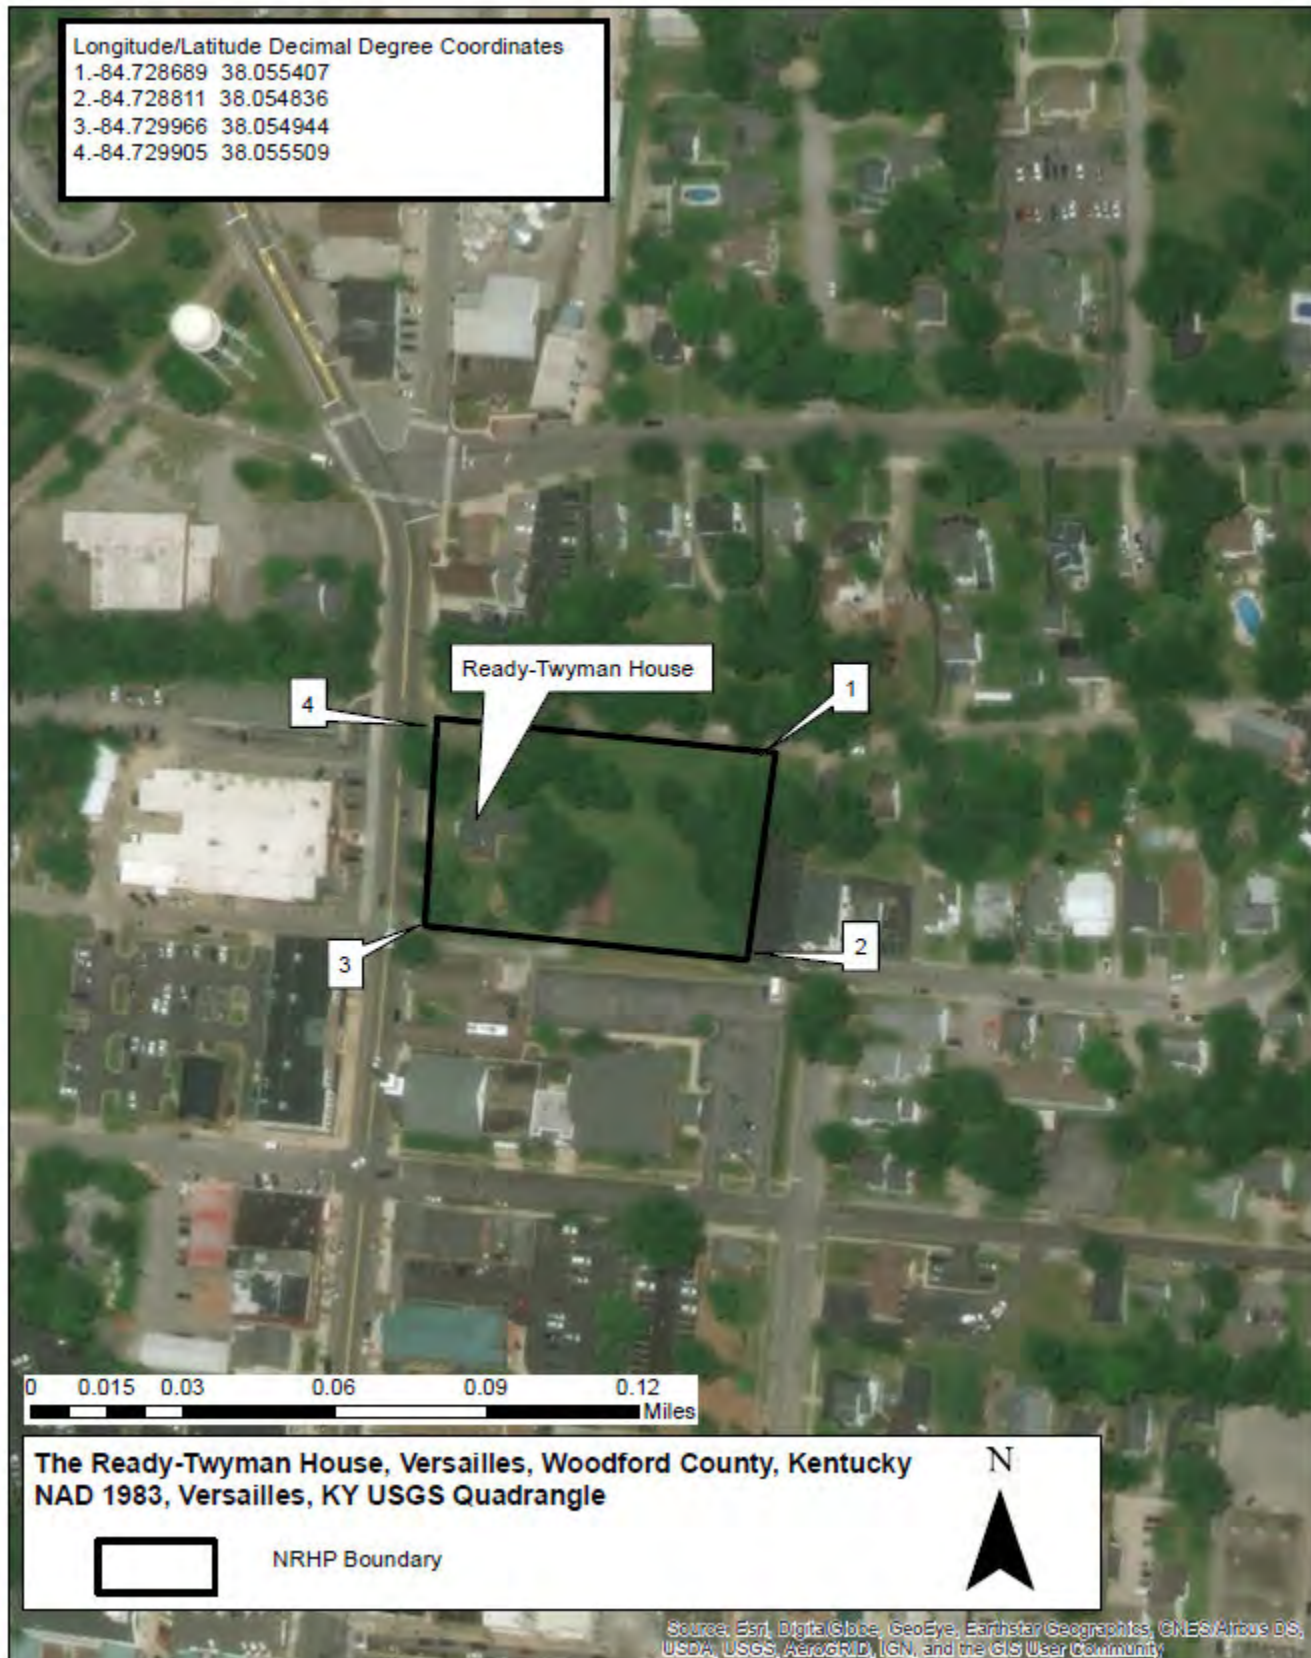 Longitude/Latitude Decimal Degree Coordinates
1.-84.728689 38.055407
2.-84.728811 38.054836
3.-84.729966 38.054944
4.-84.729905 38.055509
Ready-Twyman House
4
1
3
2
0 0.015 0.03 0.06 0.09 0.12
Miles
The Ready-Twyman House, Versailles, Woodford County, Kentucky
NAD 1983, Versailles, KY USGS Quadrangle
N
NRHP Boundary
Source: Esri, DigitalGlobe, GeoEye, Earthstar Geographics, CNES/Airbus DS,
USDA, USGS, AeroGRID, IGN, and the GIS User Community